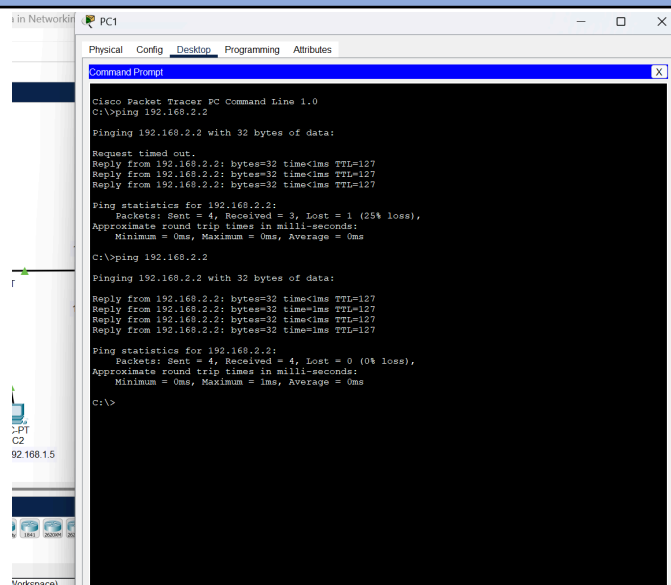 in Networkin
PC1
Physical Config Desktop Programming Attributes
Command Prompt
X
Cisco Packet Tracer PC Command Line 1.0
C:\>ping 192.168.2.2
Pinging 192.168.2.2 with 32 bytes of data:
Request timed out.
Reply from 192.168.2.2: bytes=32 time<1ms TTL=127
Reply from 192.168.2.2: bytes=32 time<1ms TTL=127
Reply from 192.168.2.2: bytes=32 time<1ms TTL=127
Ping statistics for 192.168.2.2:
Packets: Sent = 4, Received = 3, Lost = 1 (25% loss),
Approximate round trip times in milli-seconds:
Minimum = 0ms, Maximum = 0ms, Average = 0ms
C:\>ping 192.168.2.2
Pinging 192.168.2.2 with 32 bytes of data:
Reply from 192.168.2.2: bytes=32 time<1ms TTL=127
Reply from 192.168.2.2: bytes=32 time=1ms TTL=127
Reply from 192.168.2.2: bytes=32 time<1ms TTL=127
Reply from 192.168.2.2: bytes=32 time=1ms TTL=127
Ping statistics for 192.168.2.2:
Packets: Sent = 4, Received = 4, Lost = 0 (0% loss),
Approximate round trip times in milli-seconds:
Minimum = 0ms, Maximum = 1ms, Average = 0ms
C:\>
-PT
C2
92.168.1.5
1841 2620XM
Workspace)